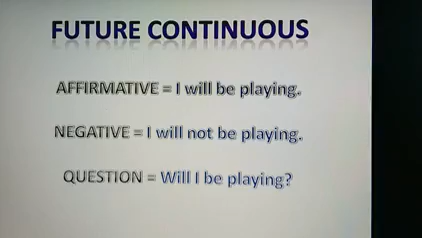 FUTURE CONTINUOUS
AFFIRMATIVE = I will be playing.
NEGATIVE = I will not be playing.
QUESTION = Will I be playing?